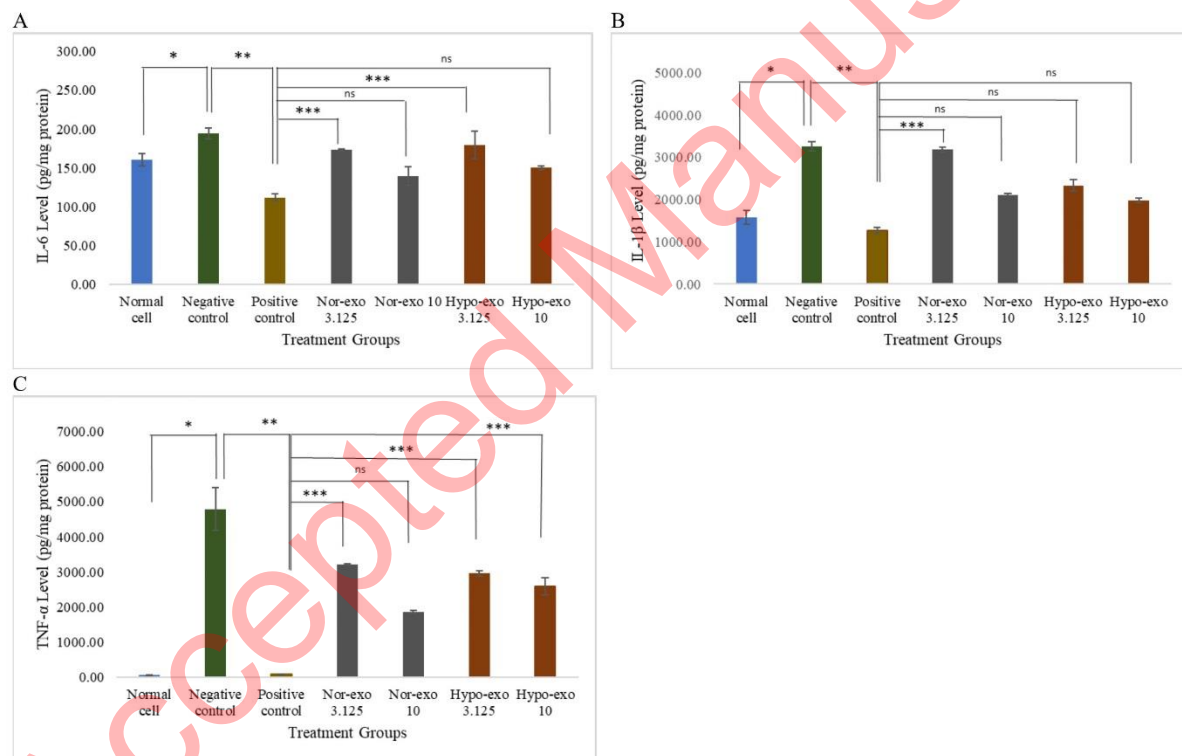 A
300.00
250.00
200.00
150.00
100.00
50.00
0.00
IL-6 Level (pg/mg protein)
* ** ns
***
ns
***
Normal cell
Negative control
Positive control
Nor-exo 3.125
Nor-exo 10
Hypo-exo 3.125
Hypo-exo 10
Treatment Groups
B
5000.00
4000.00
3000.00
2000.00
1000.00
0.00
IL-1β Level (pg/mg protein)
* ** ns
ns
ns
***
Normal cell
Negative control
Positive control
Nor-exo 3.125
Nor-exo 10
Hypo-exo 3.125
Hypo-exo 10
Treatment Groups
C
7000.00
6000.00
5000.00
4000.00
3000.00
2000.00
1000.00
0.00
TNF-α Level (pg/mg protein)
* ** ***
***
ns
***
Normal cell
Negative control
Positive control
Nor-exo 3.125
Nor-exo 10
Hypo-exo 3.125
Hypo-exo 10
Treatment Groups
ccepted Manus